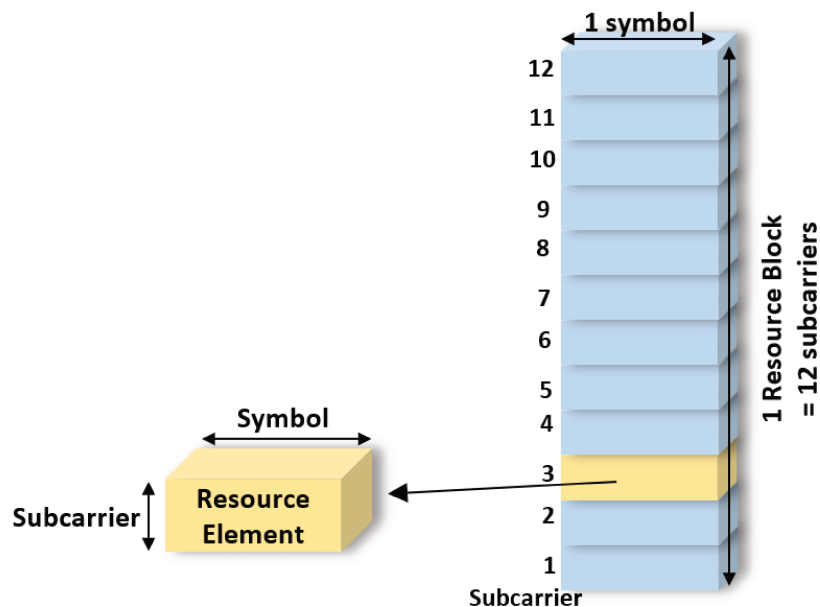 1 symbol
12
11
10
9
8
7
6
5
4
3
2
1
Subcarrier
1 Resource Block
= 12 subcarriers
Symbol
Subcarrier
Resource
Element